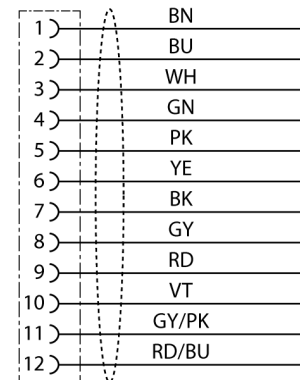 1 BN
2 BU
3 WH
4 GN
5 PK
6 YE
7 BK
8 GY
9 RD
10 VT
11 GY/PK
12 RD/BU